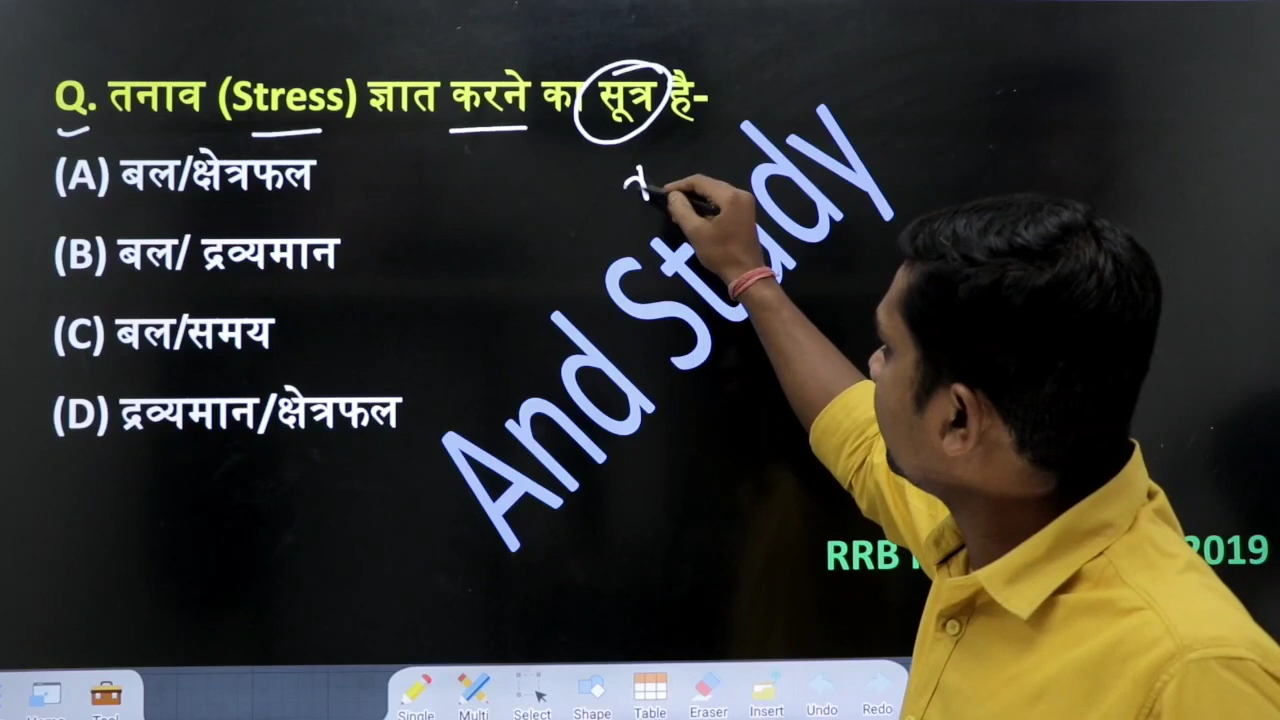 Q. तनाव (Stress) ज्ञात करने का सूत्र है-
(A) बल/क्षेत्रफल
(B) बल/ द्रव्यमान
(C) बल/समय
(D) द्रव्यमान/क्षेत्रफल
And Study
RRB 2019
Single Multi Select Shape Table Eraser Insert Undo Redo